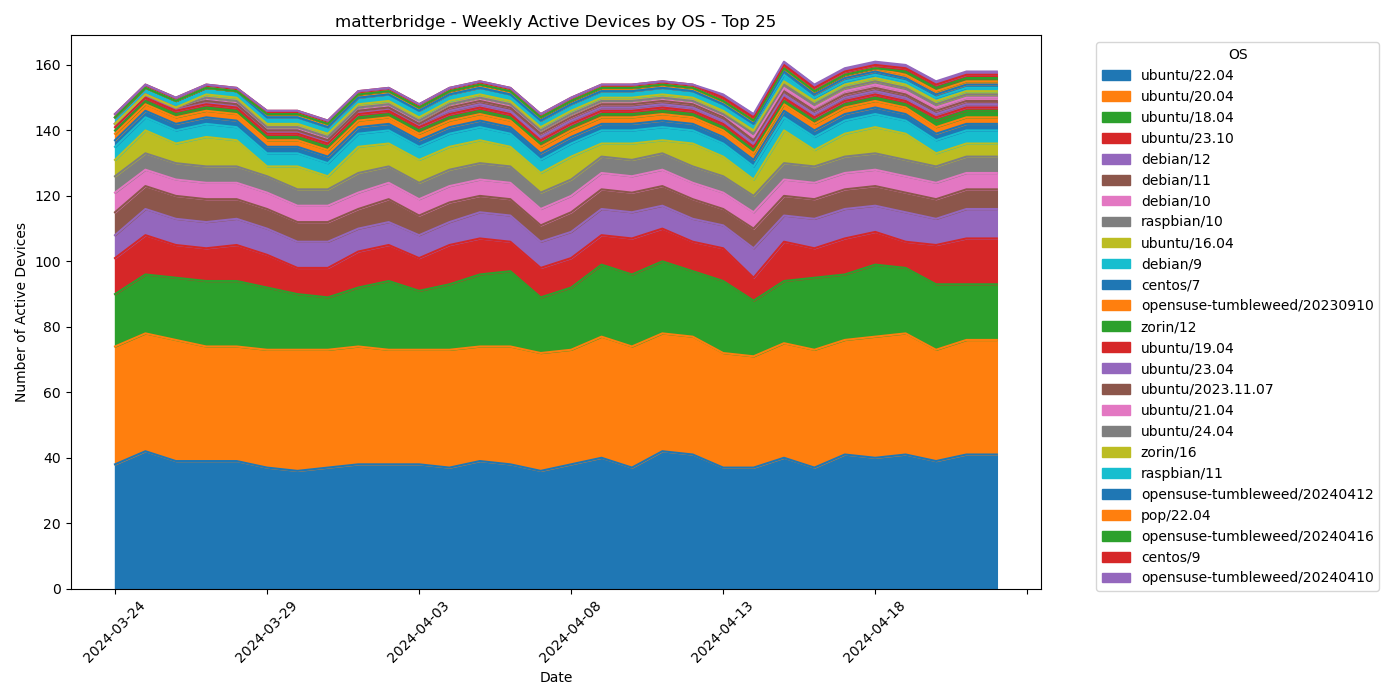 matterbridge - Weekly Active Devices by OS - Top 25
Number of Active Devices
160
140
120
100
80
60
40
20
0
2024-03-24
2024-03-29
2024-04-03
2024-04-08
2024-04-13
2024-04-18
Date
OS
ubuntu/22.04
ubuntu/20.04
ubuntu/18.04
ubuntu/23.10
debian/12
debian/11
debian/10
raspbian/10
ubuntu/16.04
debian/9
centos/7
opensuse-tumbleweed/20230910
zorin/12
ubuntu/19.04
ubuntu/23.04
ubuntu/2023.11.07
ubuntu/21.04
ubuntu/24.04
zorin/16
raspbian/11
opensuse-tumbleweed/20240412
pop/22.04
opensuse-tumbleweed/20240416
centos/9
opensuse-tumbleweed/20240410